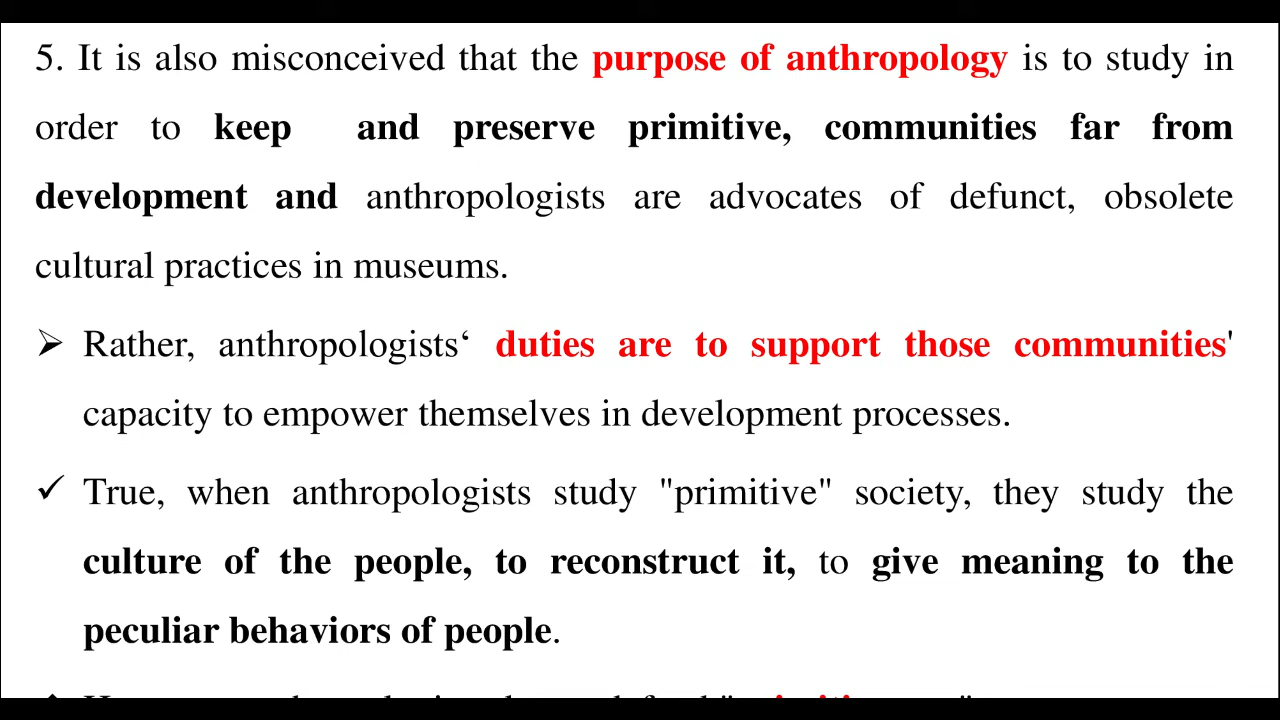 5. It is also misconceived that the purpose of anthropology is to study in
order to keep and preserve primitive, communities far from
development and anthropologists are advocates of defunct, obsolete
cultural practices in museums.
➢ Rather, anthropologists‘ duties are to support those communities'
capacity to empower themselves in development processes.
✓ True, when anthropologists study "primitive" society, they study the
culture of the people, to reconstruct it, to give meaning to the
peculiar behaviors of people.